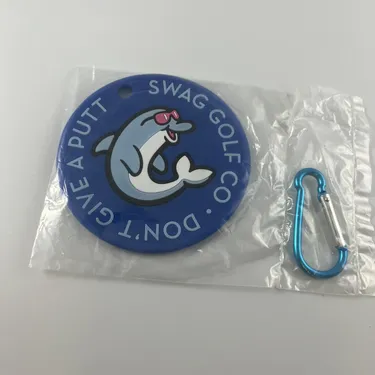 SWAG GOLF CO • DON'T GIVE A PUTT